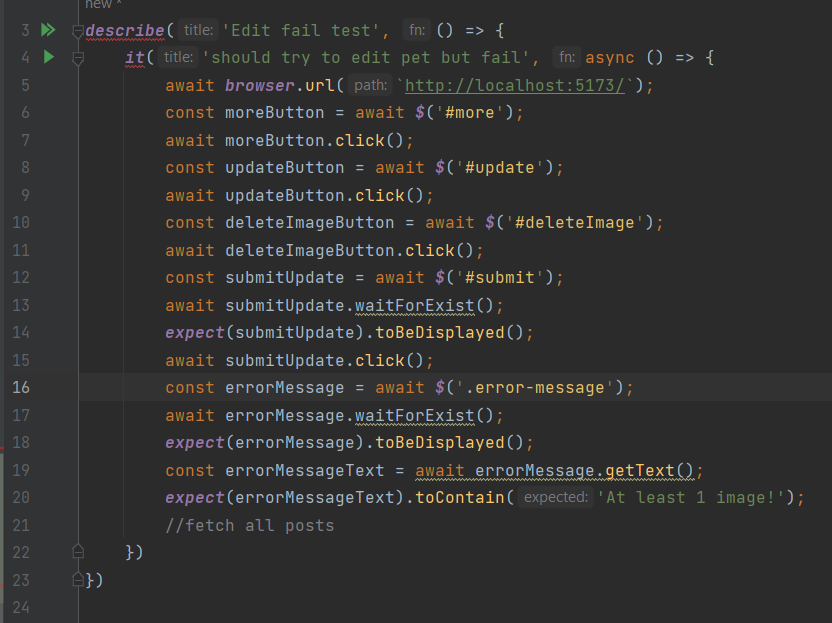 new *
3 describe( title: 'Edit fail test', fn: () => {
4 it( title: 'should try to edit pet but fail', fn: async () => {
5 await browser.url( path: `http://localhost:5173/`);
6 const moreButton = await $('#more');
7 await moreButton.click();
8 const updateButton = await $('#update');
9 await updateButton.click();
10 const deleteImageButton = await $('#deleteImage');
11 await deleteImageButton.click();
12 const submitUpdate = await $('#submit');
13 await submitUpdate.waitForExist();
14 expect(submitUpdate).toBeDisplayed();
15 await submitUpdate.click();
16 const errorMessage = await $('.error-message');
17 await errorMessage.waitForExist();
18 expect(errorMessage).toBeDisplayed();
19 const errorMessageText = await errorMessage.getText();
20 expect(errorMessageText).toContain( expected: 'At least 1 image!');
21 //fetch all posts
22 })
23 })
24